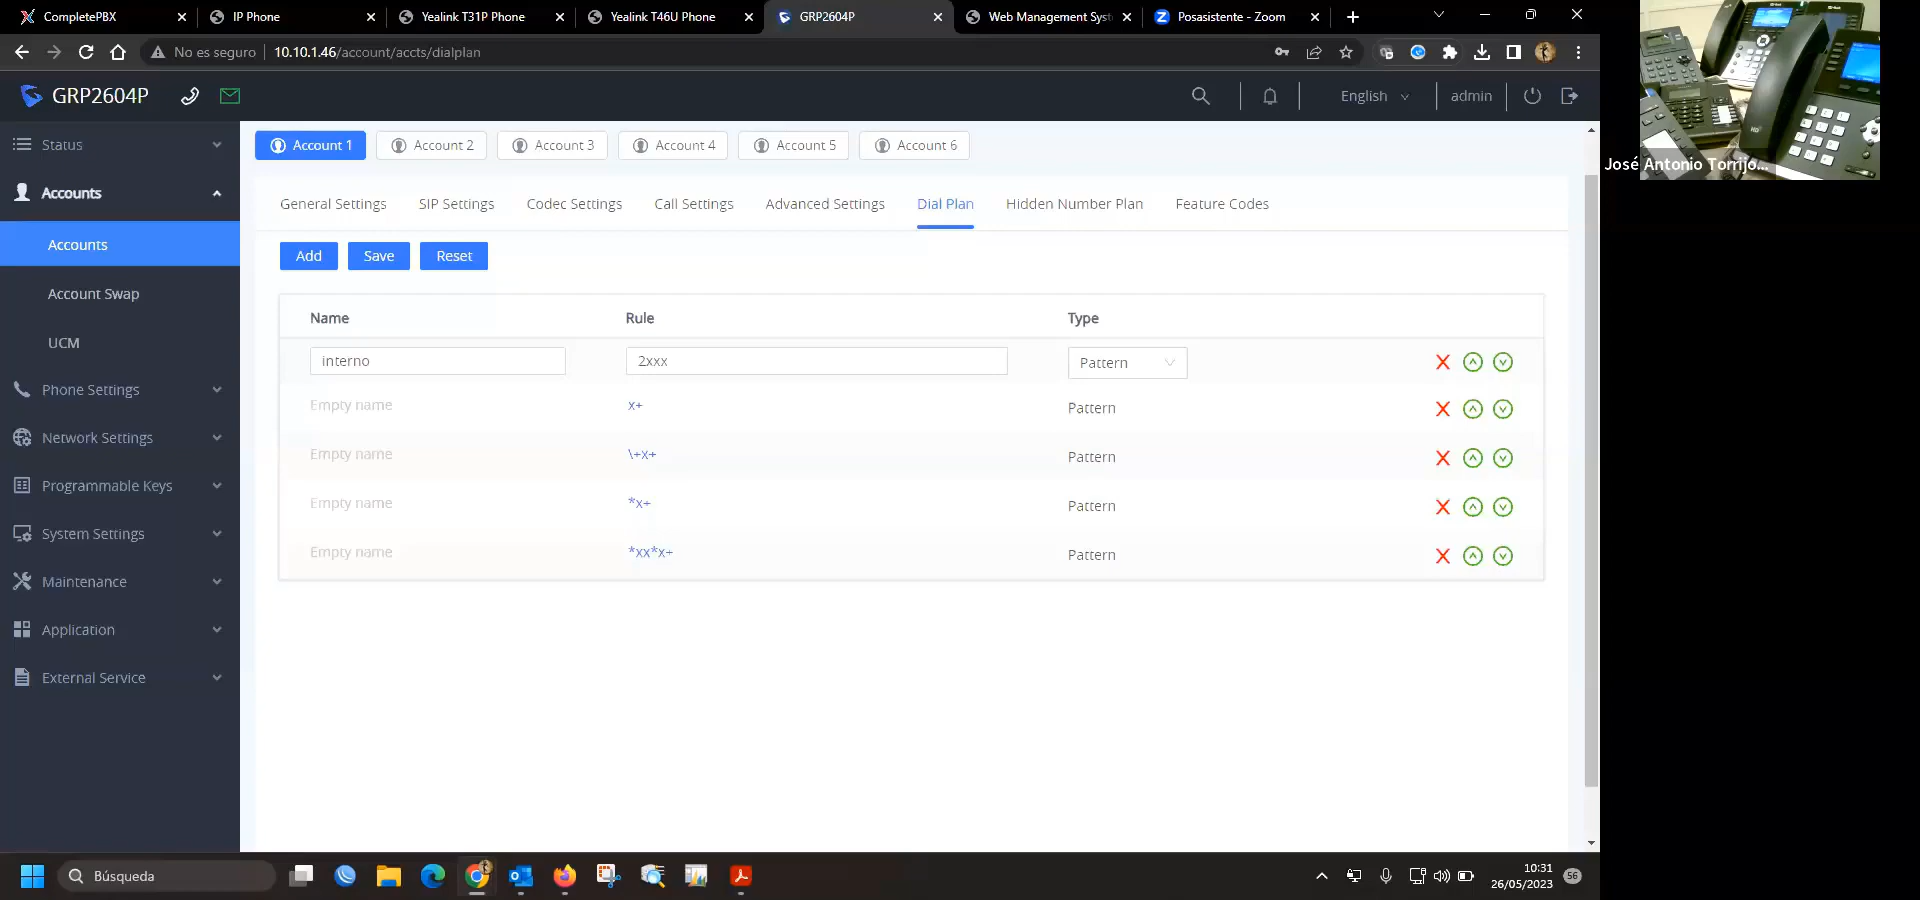 CompletePBX
IP Phone
Yealink T31P Phone
Yealink T46U Phone
GRP2604P
Web Management Syst
Posasistente - Zoom
No es seguro
10.10.1.46/account/accts/dialplan
GRP2604P
English
admin
José Antonio Torrijo...
Status
Accounts
Accounts
Account Swap
UCM
Phone Settings
Network Settings
Programmable Keys
System Settings
Maintenance
Application
External Service
Account 1
Account 2
Account 3
Account 4
Account 5
Account 6
General Settings
SIP Settings
Codec Settings
Call Settings
Advanced Settings
Dial Plan
Hidden Number Plan
Feature Codes
Add
Save
Reset
Name Rule Type
interno 2xxx Pattern
Empty name x+ Pattern
Empty name \+x+ Pattern
Empty name *x+ Pattern
Empty name *xx*x+ Pattern
Búsqueda
10:31
26/05/2023
56